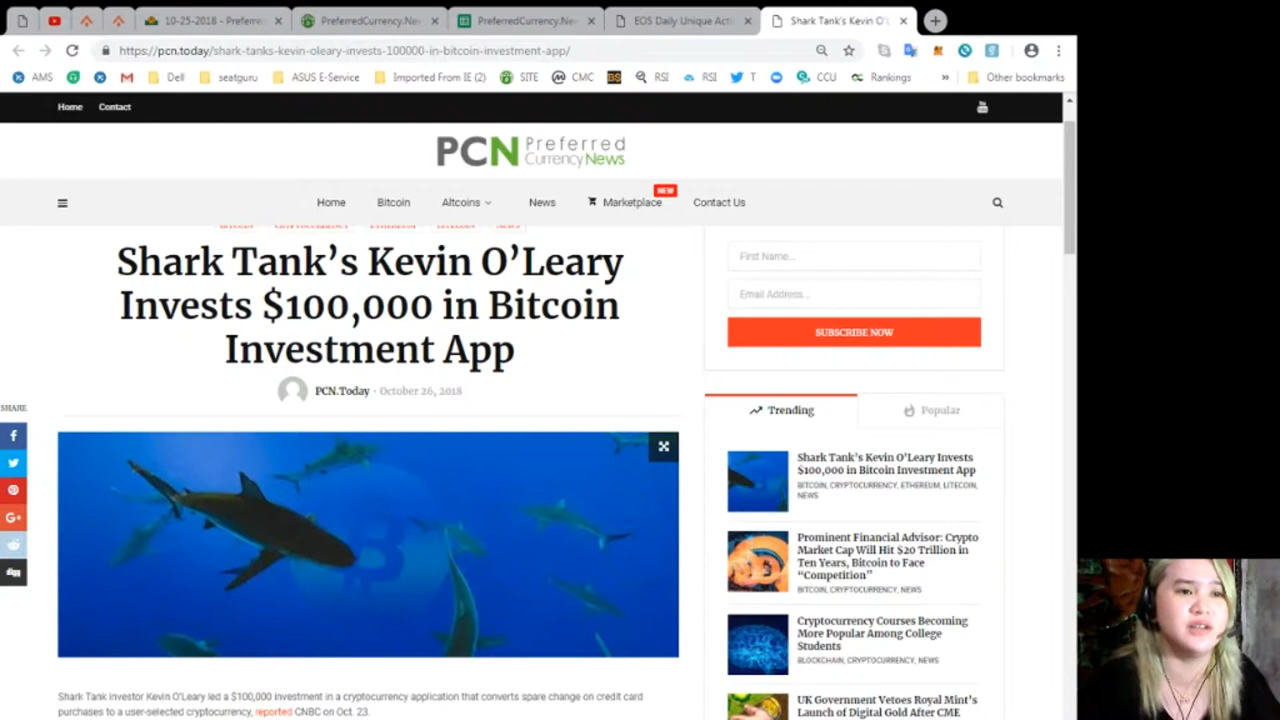 10-25-2018 - Preferre
PreferredCurrency.Ne
PreferredCurrency.Ne
EOS Daily Unique Acti
Shark Tank's Kevin O'L
https://pcn.today/shark-tanks-kevin-oleary-invests-100000-in-bitcoin-investment-app/
AMS
Dell
seatguru
ASUS E-Service
Imported From IE (2)
SITE
CMC
RSI
RSI
T
CCU
Rankings
»
Other bookmarks
Home
Contact
PCN Preferred
Currency News
Home
Bitcoin
Altcoins
News
Marketplace
NEW
Contact Us
BITCOIN CRYPTOCURRENCY ETHEREUM LITECOIN NEWS
Shark Tank’s Kevin O’Leary
Invests $100,000 in Bitcoin
Investment App
PCN.Today - October 26, 2018
SHARE
Shark Tank investor Kevin O’Leary led a $100,000 investment in a cryptocurrency application that converts spare change on credit card
purchases to a user-selected cryptocurrency, reported CNBC on Oct. 23.
First Name...
Email Address...
SUBSCRIBE NOW
Trending
Popular
Shark Tank’s Kevin O’Leary Invests
$100,000 in Bitcoin Investment App
BITCOIN, CRYPTOCURRENCY, ETHEREUM, LITECOIN,
NEWS
Prominent Financial Advisor: Crypto
Market Cap Will Hit $20 Trillion in
Ten Years, Bitcoin to Face
“Competition”
BITCOIN, CRYPTOCURRENCY, NEWS
Cryptocurrency Courses Becoming
More Popular Among College
Students
BLOCKCHAIN, CRYPTOCURRENCY, NEWS
UK Government Vetoes Royal Mint’s
Launch of Digital Gold After CME